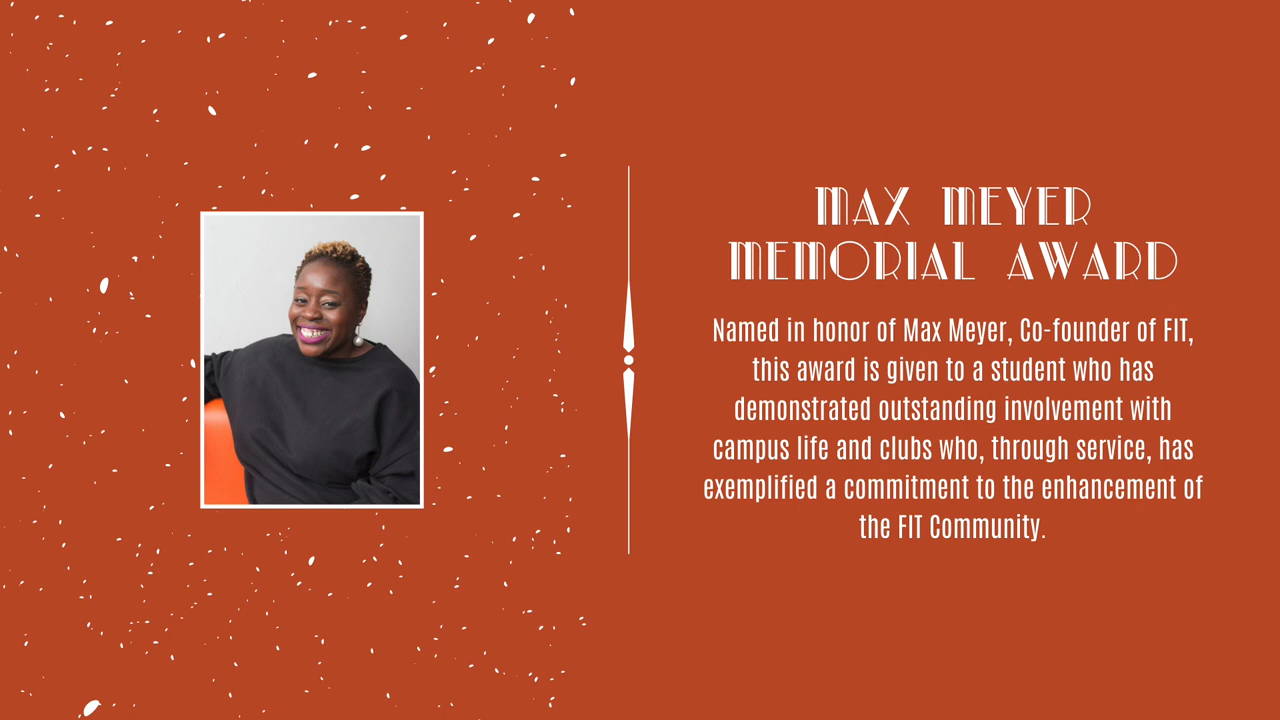 MAX MEYER
MEMORIAL AWARD
Named in honor of Max Meyer, Co-founder of FIT,
this award is given to a student who has
demonstrated outstanding involvement with
campus life and clubs who, through service, has
exemplified a commitment to the enhancement of
the FIT Community.